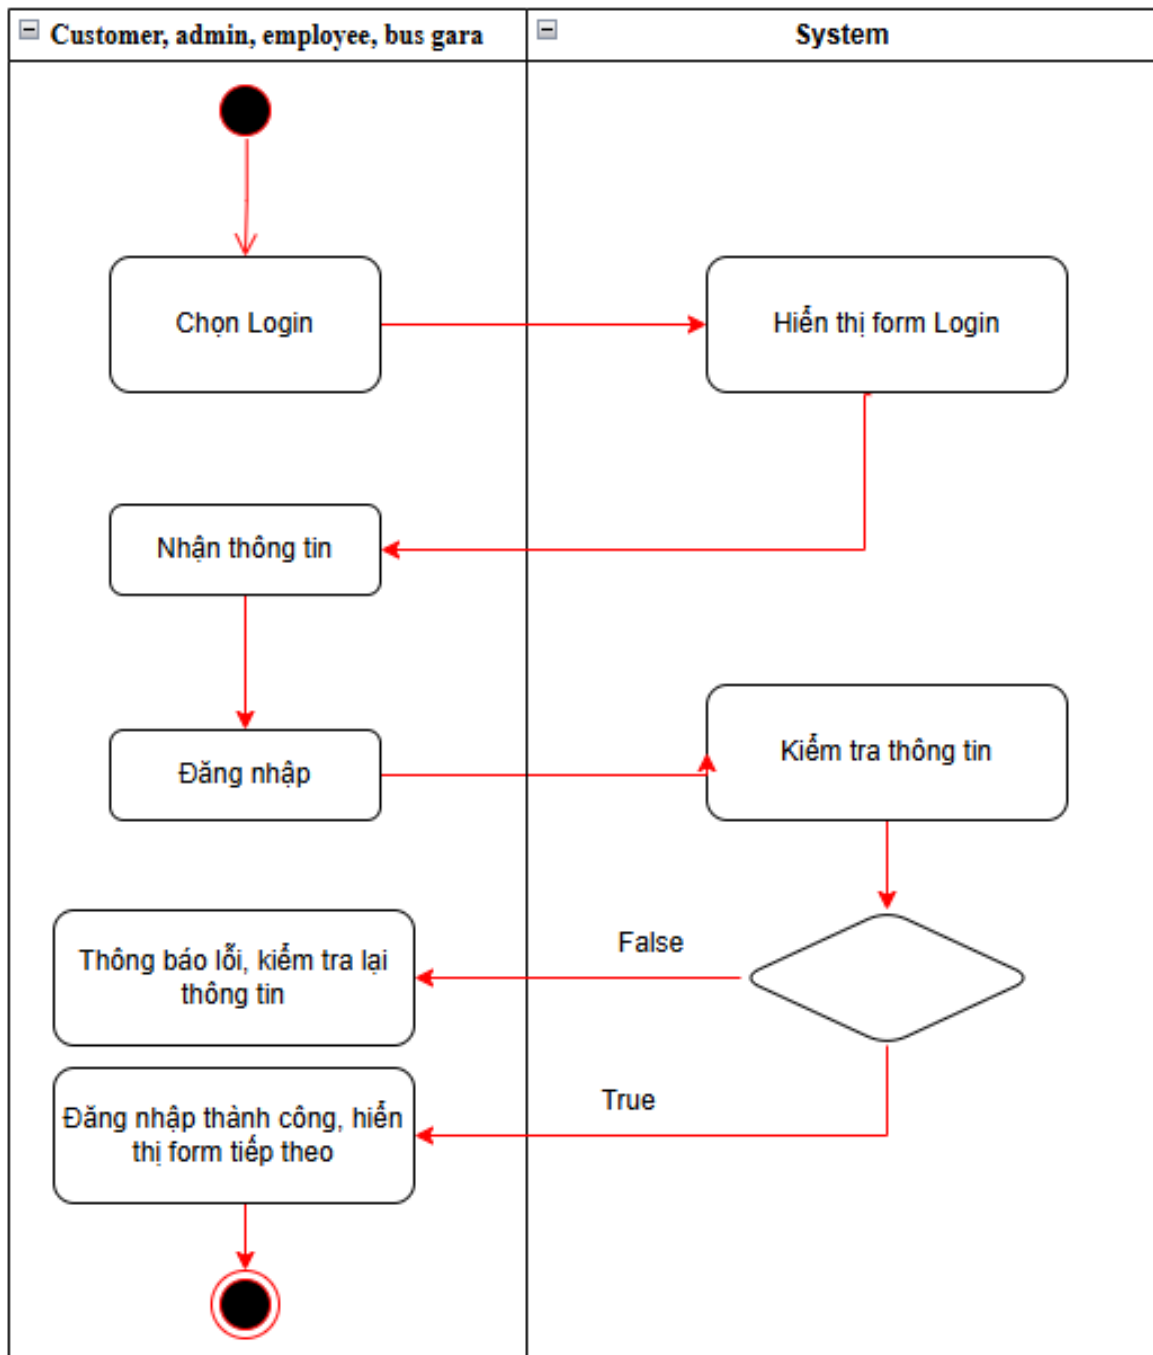 Customer, admin, employee, bus gara
System
Chọn Login
Hiển thị form Login
Nhận thông tin
Kiểm tra thông tin
Đăng nhập
False
Thông báo lỗi, kiểm tra lại
thông tin
True
Đăng nhập thành công, hiển
thị form tiếp theo